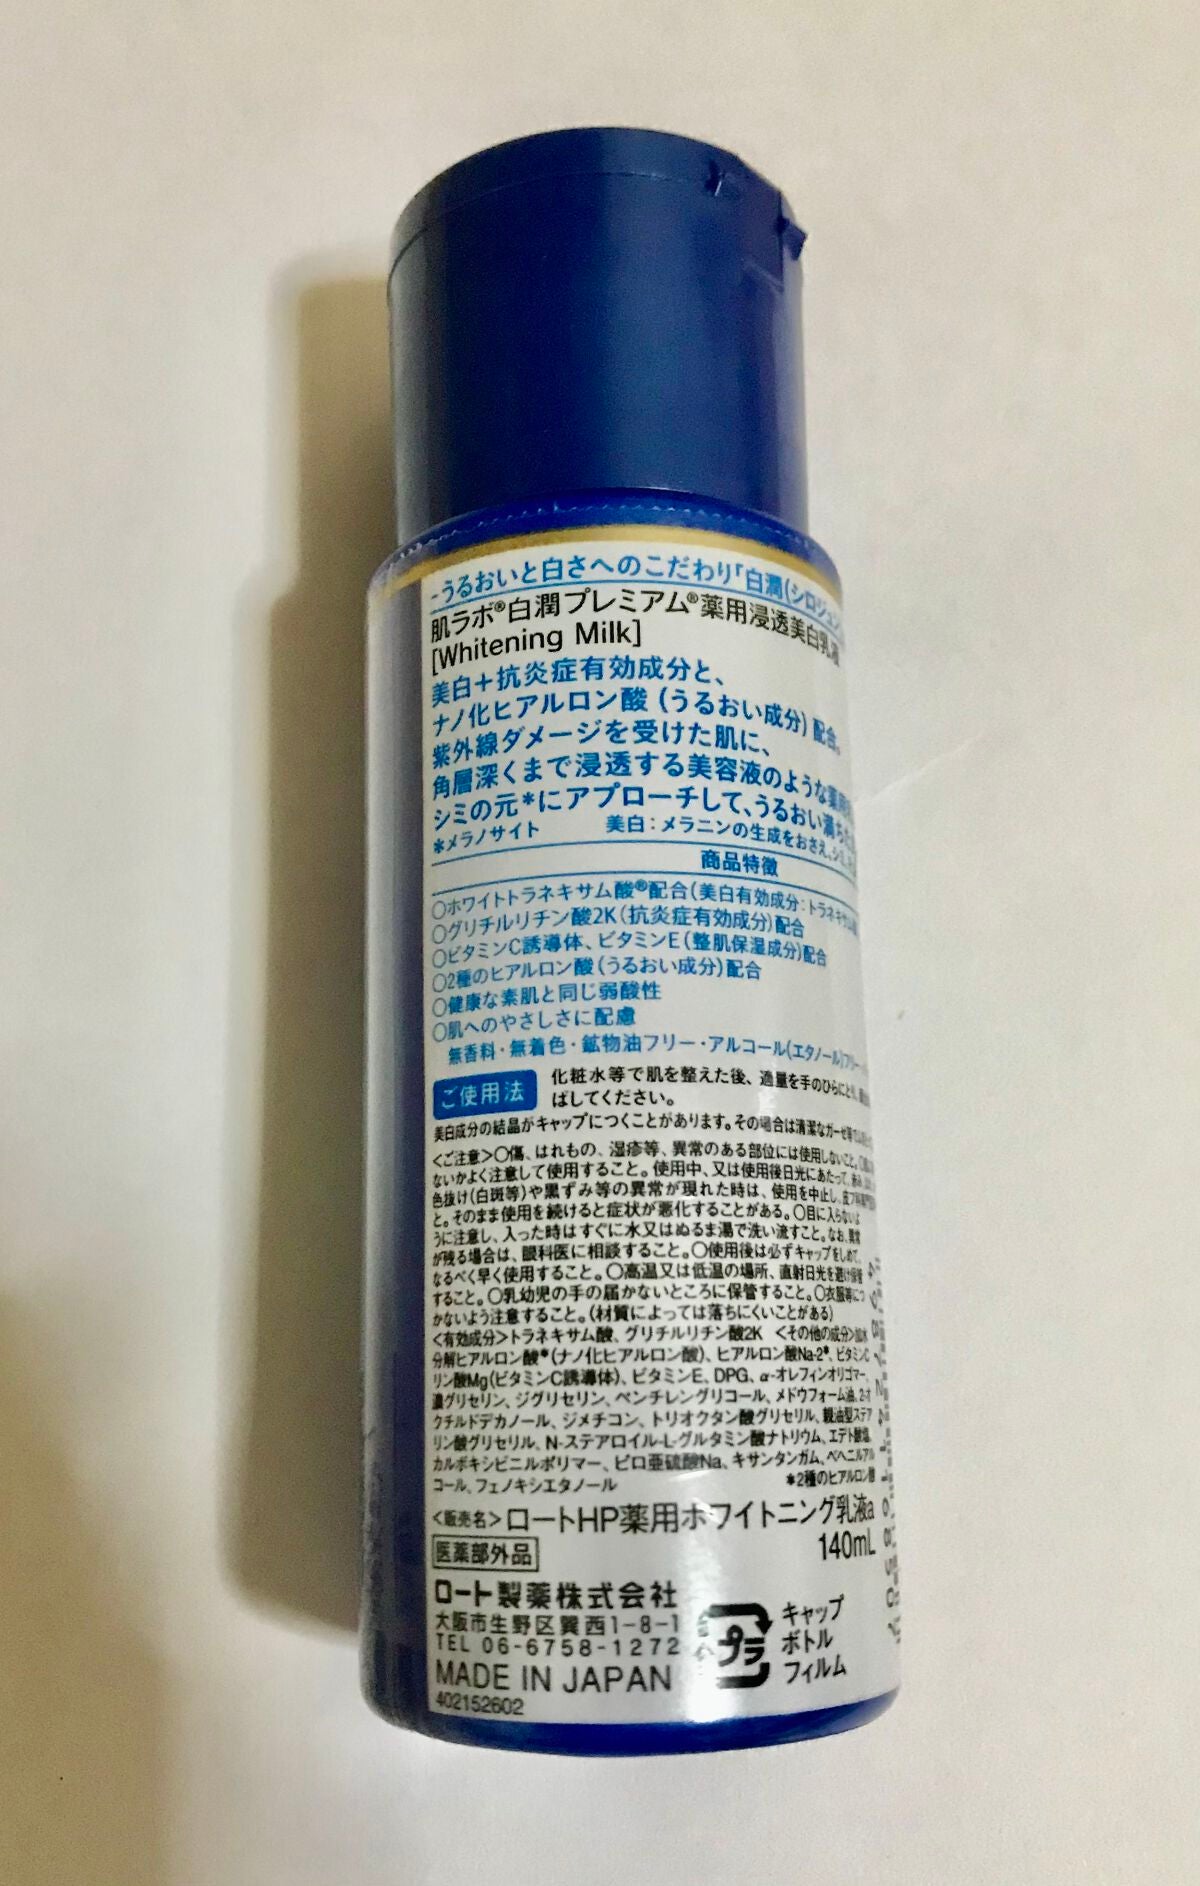 -うるおいと白さへのこだわり「白潤(シロジュン
肌ラボ®白潤プレミアム®薬用浸透美白乳液
[Whitening Milk]
美白+抗炎症有効成分と、
ナノ化ヒアルロン酸(うるおい成分)配合。
紫外線ダメージを受けた肌に、
角層深くまで浸透する美容液のような薬用
シミの元*にアプローチして、うるおい満ちた
*メラノサイト 美白:メラニンの生成をおさえ、シミ、
商品特徴
○ホワイトトラネキサム酸®配合(美白有効成分:トラネキサム
○グリチルリチン酸2K(抗炎症有効成分)配合
○ビタミンC誘導体、ビタミンE(整肌保湿成分)配合
○2種のヒアルロン酸(うるおい成分)配合
○健康な素肌と同じ弱酸性
○肌へのやさしさに配慮
無香料・無着色・鉱物油フリー・アルコール(エタノール)フリー・
ご使用法 化粧水等で肌を整えた後、適量を手のひらにとり、
ばしてください。
美白成分の結晶がキャップにつくことがあります。その場合は清潔なガーゼ等で
<ご注意>○傷、はれもの、湿疹等、異常のある部位には使用しないこと。
ないかよく注意して使用すること。使用中、又は使用後日光にあたって、赤み、
色抜け(白斑等)や黒ずみ等の異常が現れた時は、使用を中止し、皮フ科専門
と。そのまま使用を続けると症状が悪化することがある。○目に入らないよ
うに注意し、入った時はすぐに水又はぬるま湯で洗い流すこと。なお、異常
が残る場合は、眼科医に相談すること。○使用後は必ずキャップをしめて、
なるべく早く使用すること。○高温又は低温の場所、直射日光を避け保管
すること。○乳幼児の手の届かないところに保管すること。○衣服等につ
かないよう注意すること。(材質によっては落ちにくいことがある)
<有効成分>トラネキサム酸、グリチルリチン酸2K <その他の成分>加水
分解ヒアルロン酸*(ナノ化ヒアルロン酸)、ヒアルロン酸Na-2*、ビタミンC
リン酸Mg(ビタミンC誘導体)、ビタミンE、DPG、α-オレフィンオリゴマー、
濃グリセリン、ジグリセリン、ペンチレングリコール、メドウフォーム油、2-オ
クチルドデカノール、ジメチコン、トリオクタン酸グリセリル、親油型ステア
リン酸グリセリル、N-ステアロイル-L-グルタミン酸ナトリウム、エデト酸塩、
カルボキシビニルポリマー、ピロ亜硫酸Na、キサンタンガム、ベヘニルアル
コール、フェノキシエタノール *2種のヒアルロン酸
<販売名>ロートHP薬用ホワイトニング乳液a
医薬部外品 140mL
ロート製薬株式会社
大阪市生野区巽西1-8-1
TEL 06-6758-1272
MADE IN JAPAN
402152602
プラ
キャップ
ボトル
フィルム